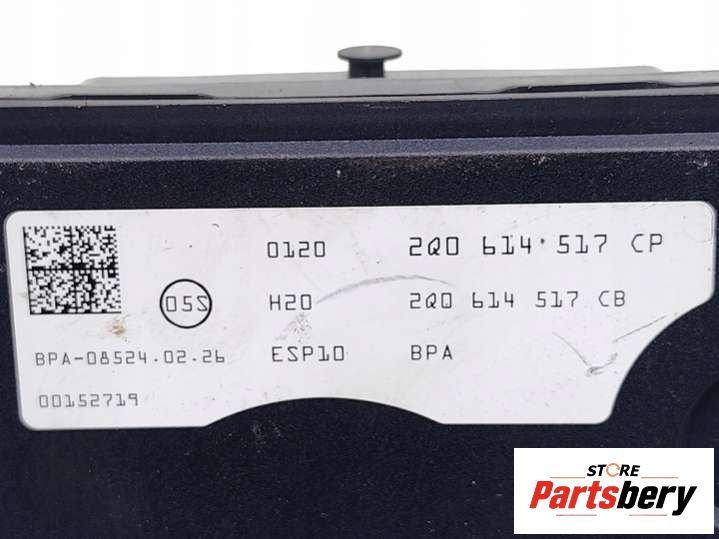 0120 2Q0 614 517 CP
05S H20 2Q0 614 517 CB
BPA-08524.02.26 ESP10 BPA
00152719
STORE
Partsbery